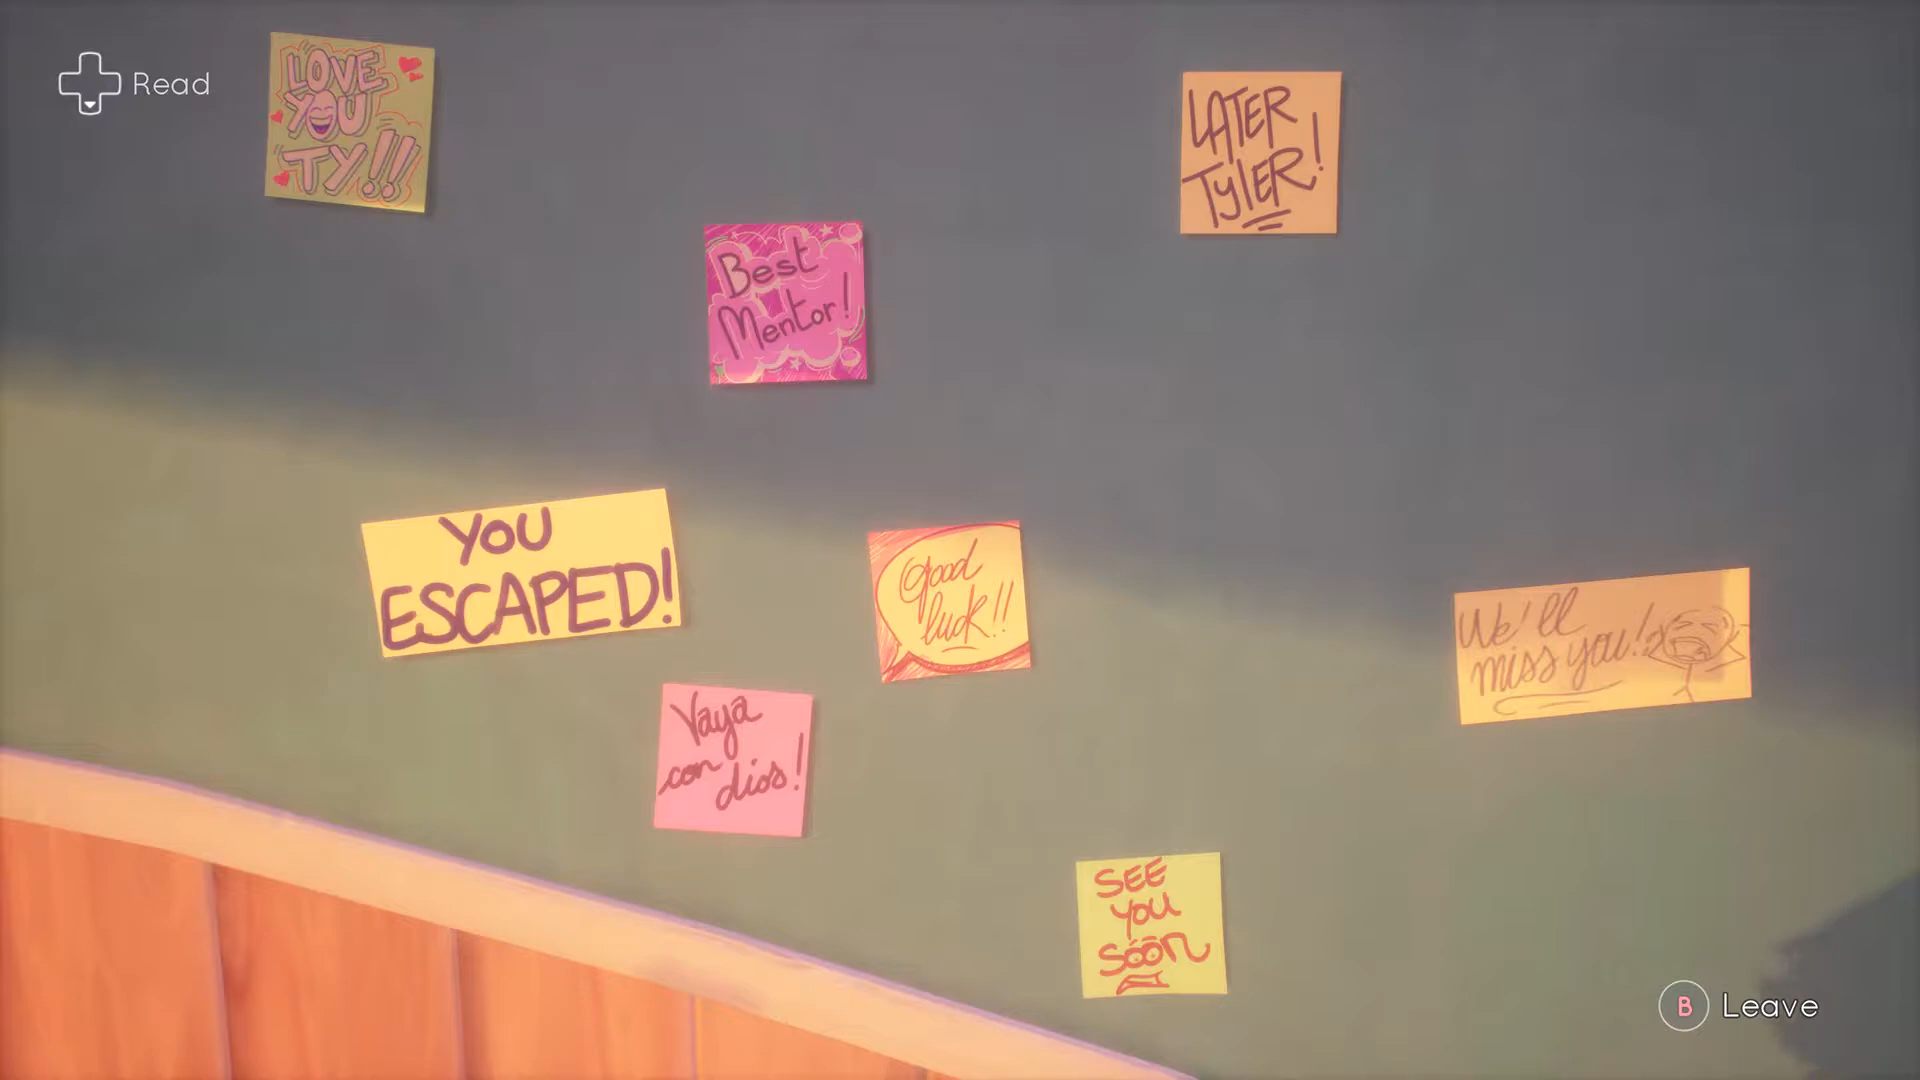 Read
LOVE
YOU
TY!!
LATER
TYLER!
Best
Mentor!
YOU
ESCAPED!
Good
luck!!
We'll
miss you!
Vaya
con
dios!
SEE
YOU
SOON
B Leave